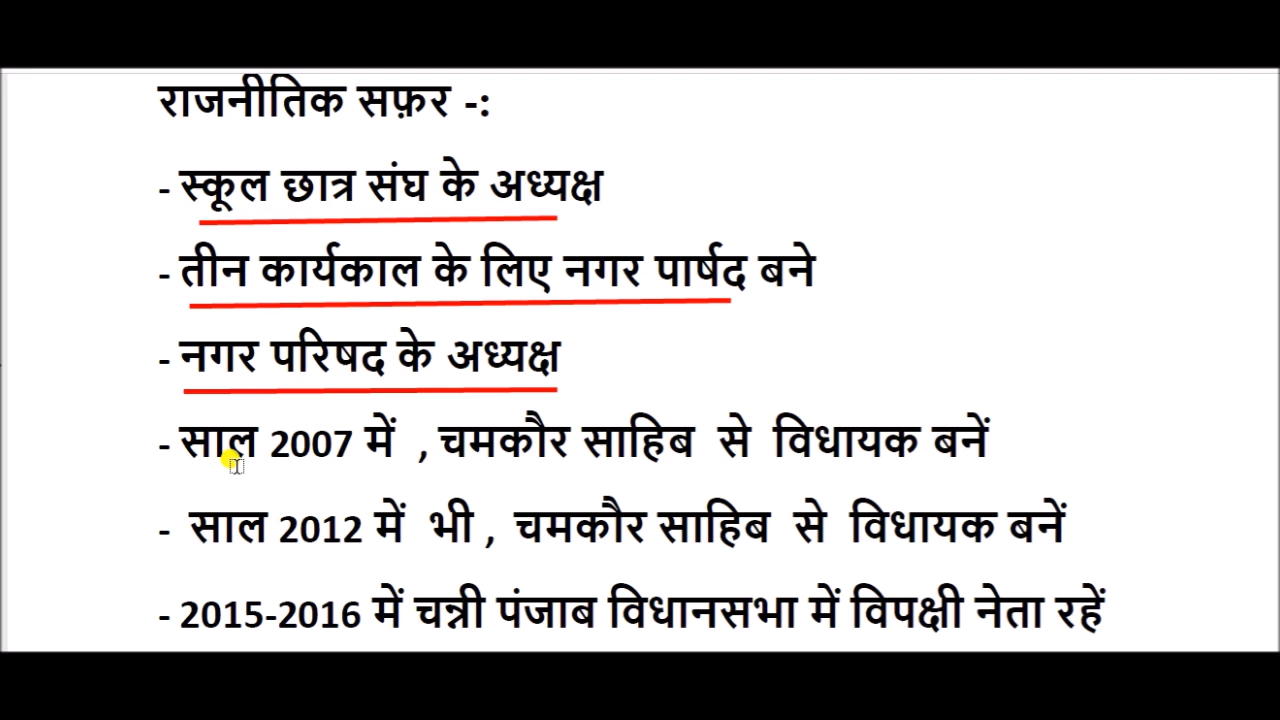 राजनीतिक सफ़र -:
- स्कूल छात्र संघ के अध्यक्ष
- तीन कार्यकाल के लिए नगर पार्षद बने
- नगर परिषद के अध्यक्ष
- साल 2007 में , चमकौर साहिब से विधायक बनें
- साल 2012 में भी , चमकौर साहिब से विधायक बनें
- 2015-2016 में चन्नी पंजाब विधानसभा में विपक्षी नेता रहें